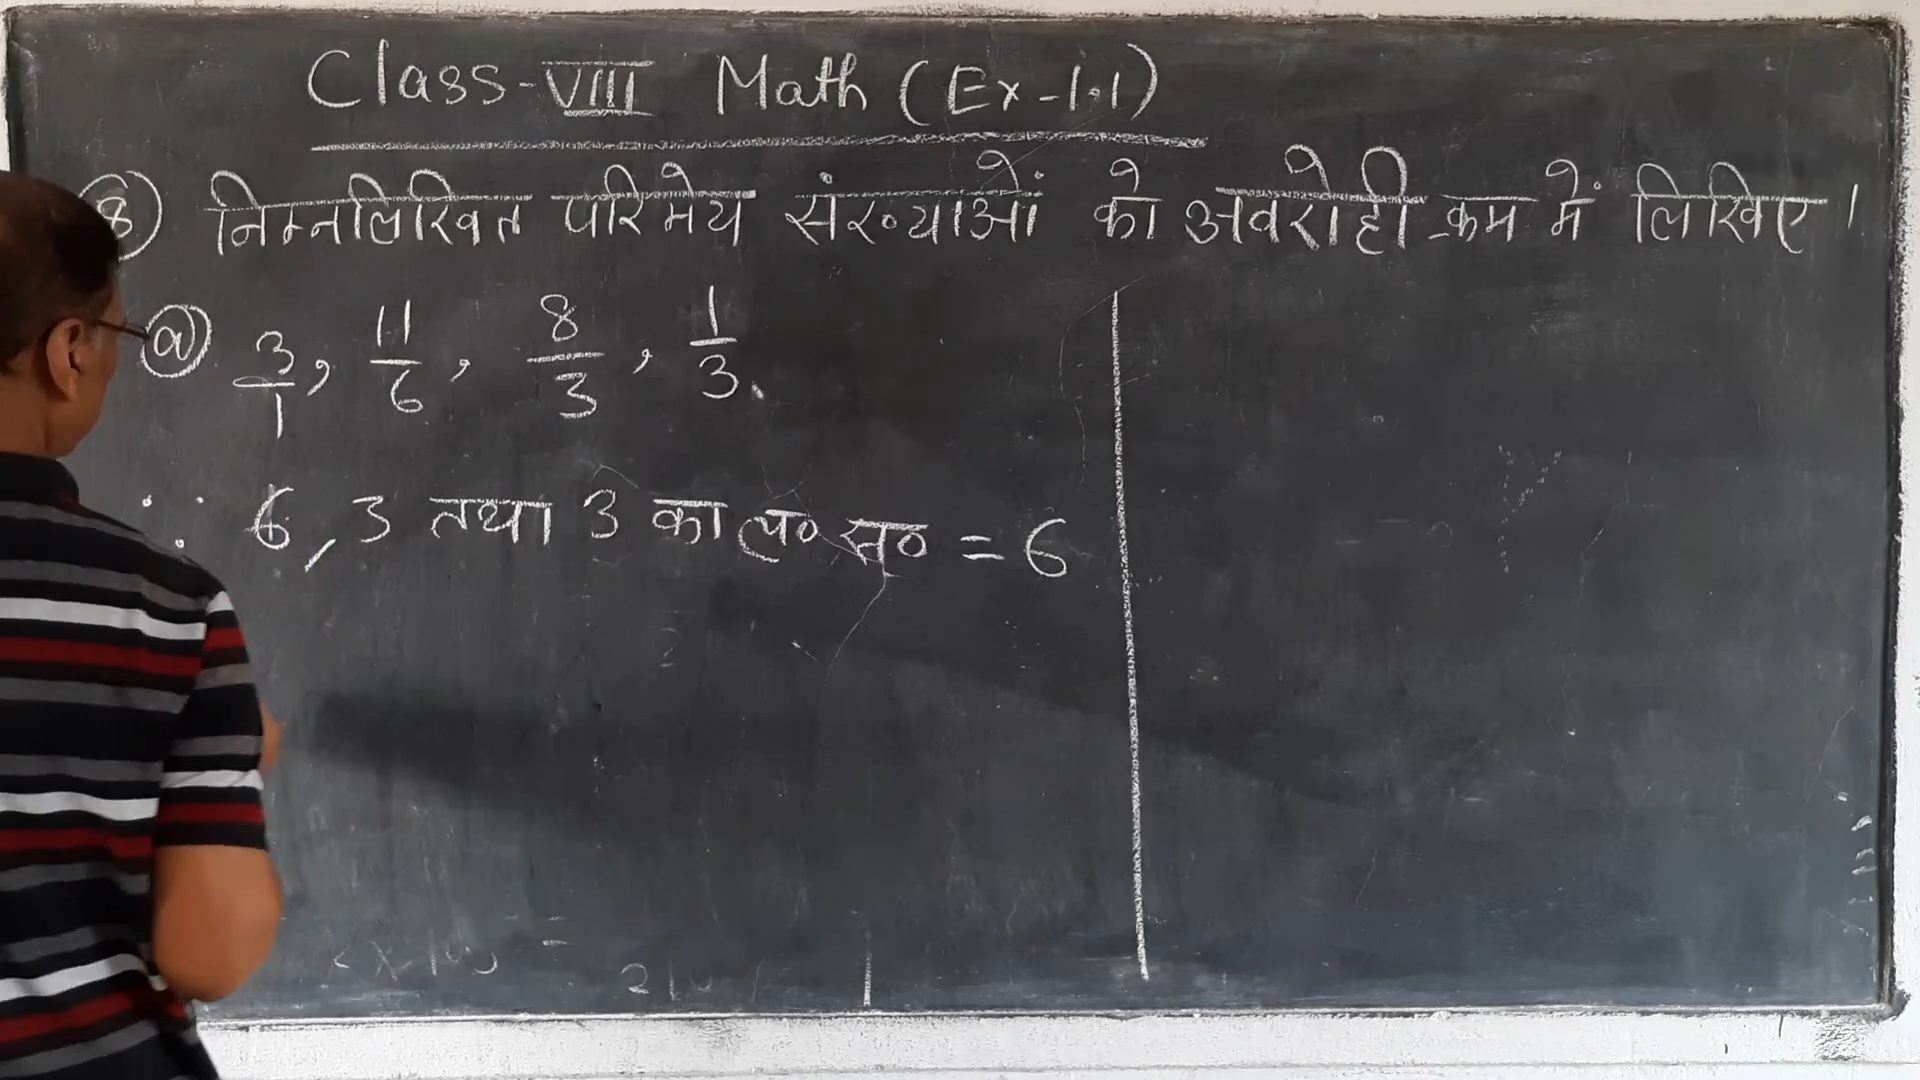 Class-VIII Math (Ex-1.1)
8) निम्नलिखित परिमेय संख्याओं को अवरोही क्रम में लिखिए।
(a) 3/1, 11/6, 8/3, 1/3.
∵ 6, 3 तथा 3 का ल० स० = 6